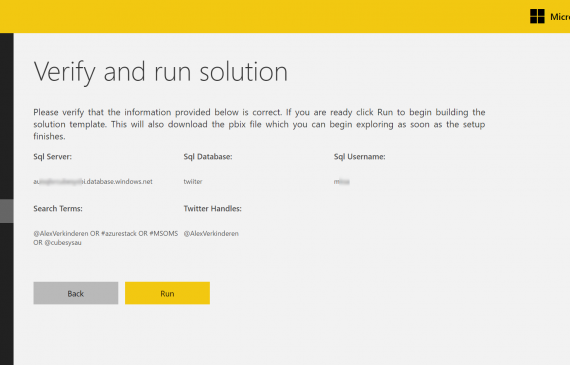 Micro
Verify and run solution
Please verify that the information provided below is correct. If you are ready click Run to begin building the
solution template. This will also download the pbix file which you can begin exploring as soon as the setup
finishes.
Sql Server: Sql Database: Sql Username:
i.database.windows.net twiiter
Search Terms: Twitter Handles:
@AlexVerkinderen OR #azurestack OR #MSOMS @AlexVerkinderen
OR @cubesysau
Back Run